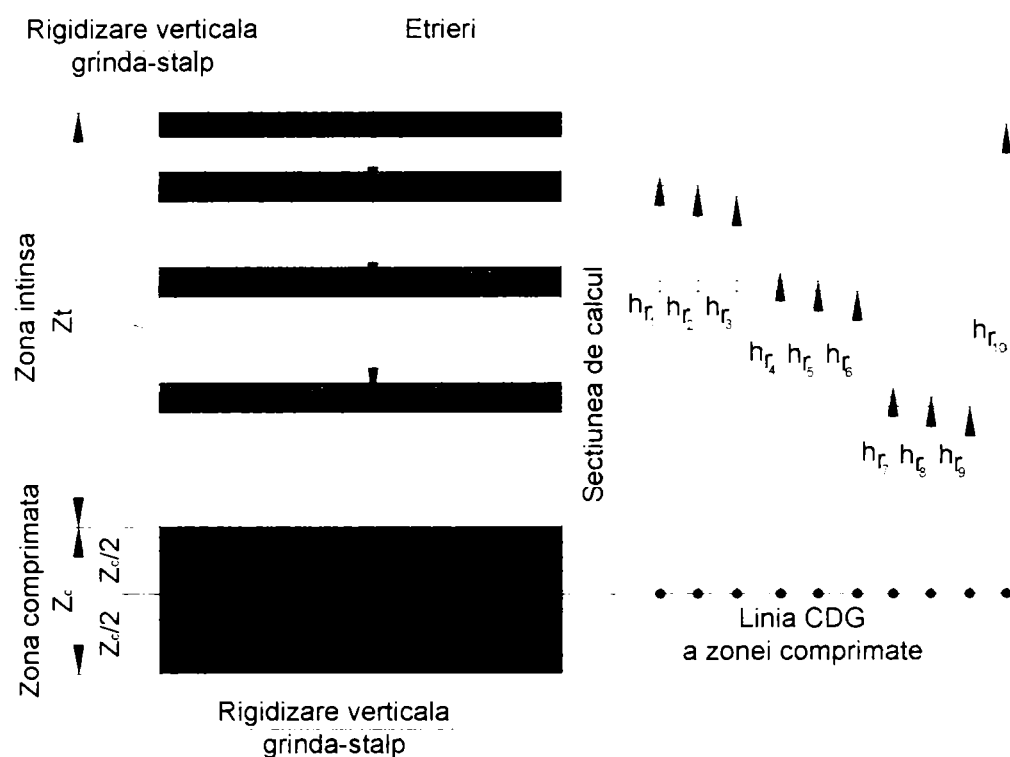 Rigidizare verticala
grinda-stalp
Etrieri
Zona intinsa
Zt
Zona comprimata
Zc
Zc/2
Zc/2
Sectiunea de calcul
hr1
hr2
hr3
hr4
hr5
hr6
hr7
hr8
hr9
hr10
Linia CDG
a zonei comprimate
Rigidizare verticala
grinda-stalp